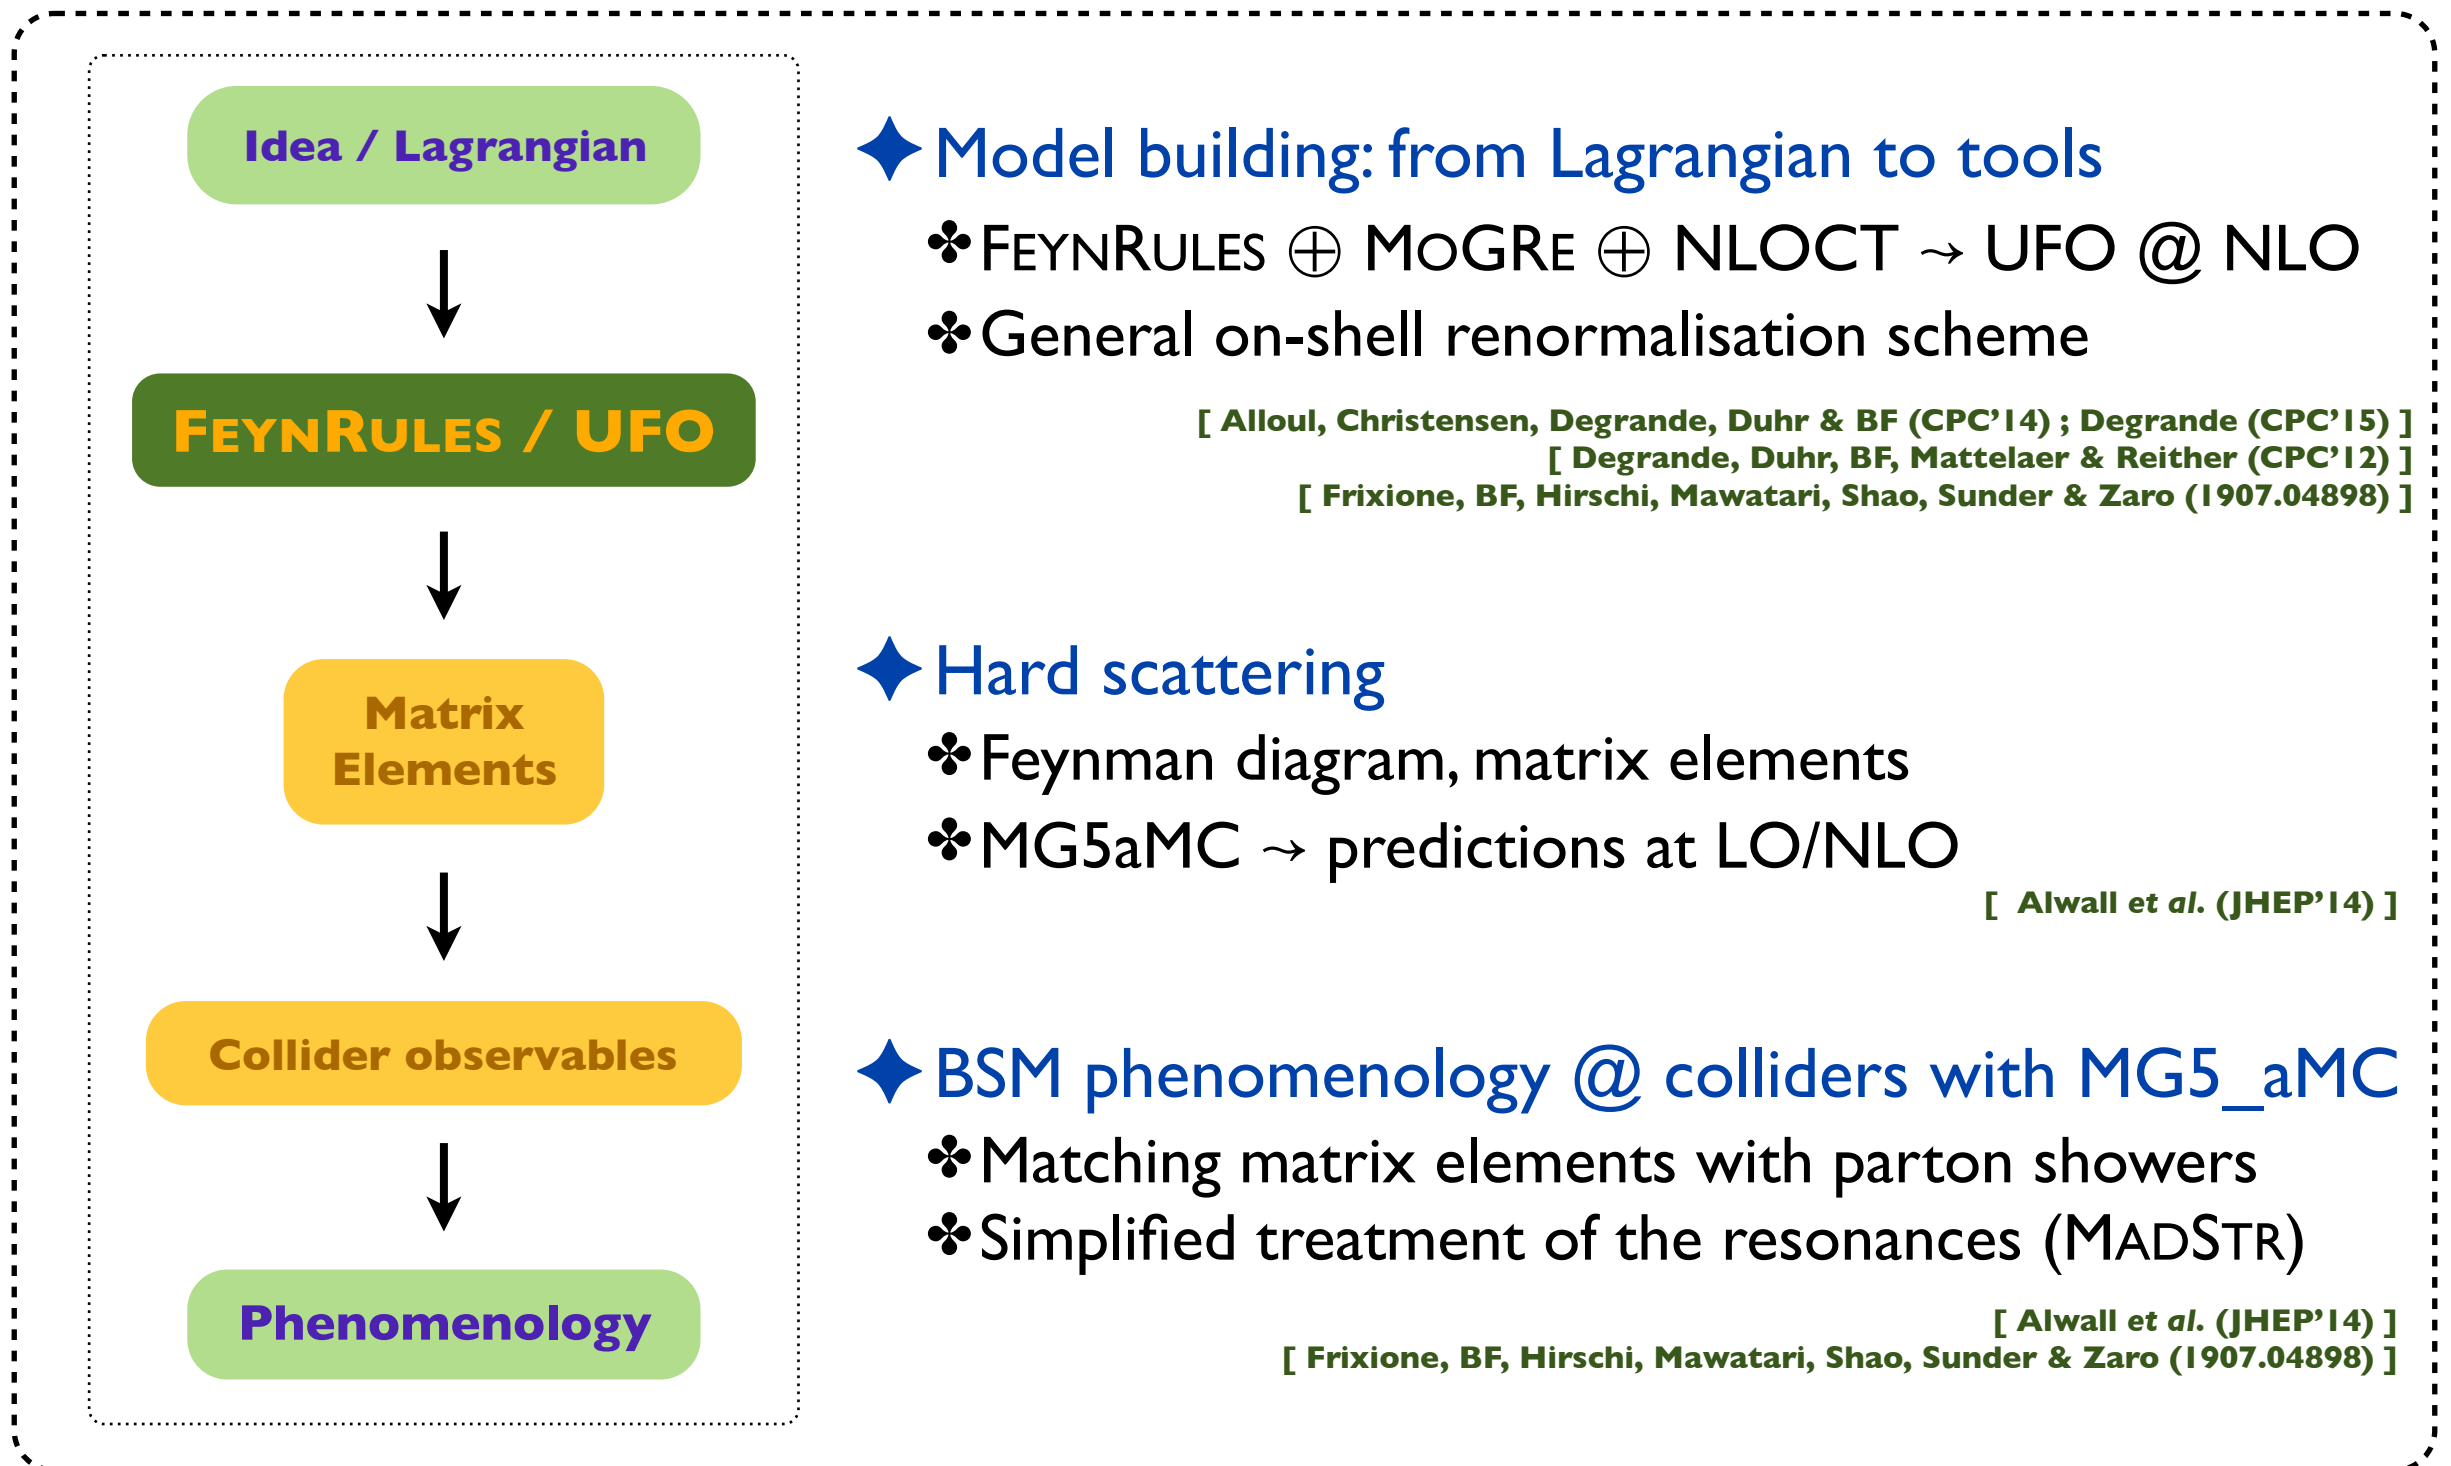 Idea / Lagrangian
FEYNRULES / UFO
Matrix
Elements
Collider observables
Phenomenology
✦ Model building: from Lagrangian to tools
✤ FEYNRULES ⊕ MOGRE ⊕ NLOCT ⤳ UFO @ NLO
✤ General on-shell renormalisation scheme
[ Alloul, Christensen, Degrande, Duhr & BF (CPC’14) ; Degrande (CPC’15) ]
[ Degrande, Duhr, BF, Mattelaer & Reither (CPC’12) ]
[ Frixione, BF, Hirschi, Mawatari, Shao, Sunder & Zaro (1907.04898) ]
✦ Hard scattering
✤ Feynman diagram, matrix elements
✤ MG5aMC ⤳ predictions at LO/NLO
[ Alwall et al. (JHEP’14) ]
✦ BSM phenomenology @ colliders with MG5_aMC
✤ Matching matrix elements with parton showers
✤ Simplified treatment of the resonances (MADSTR)
[ Alwall et al. (JHEP’14) ]
[ Frixione, BF, Hirschi, Mawatari, Shao, Sunder & Zaro (1907.04898) ]